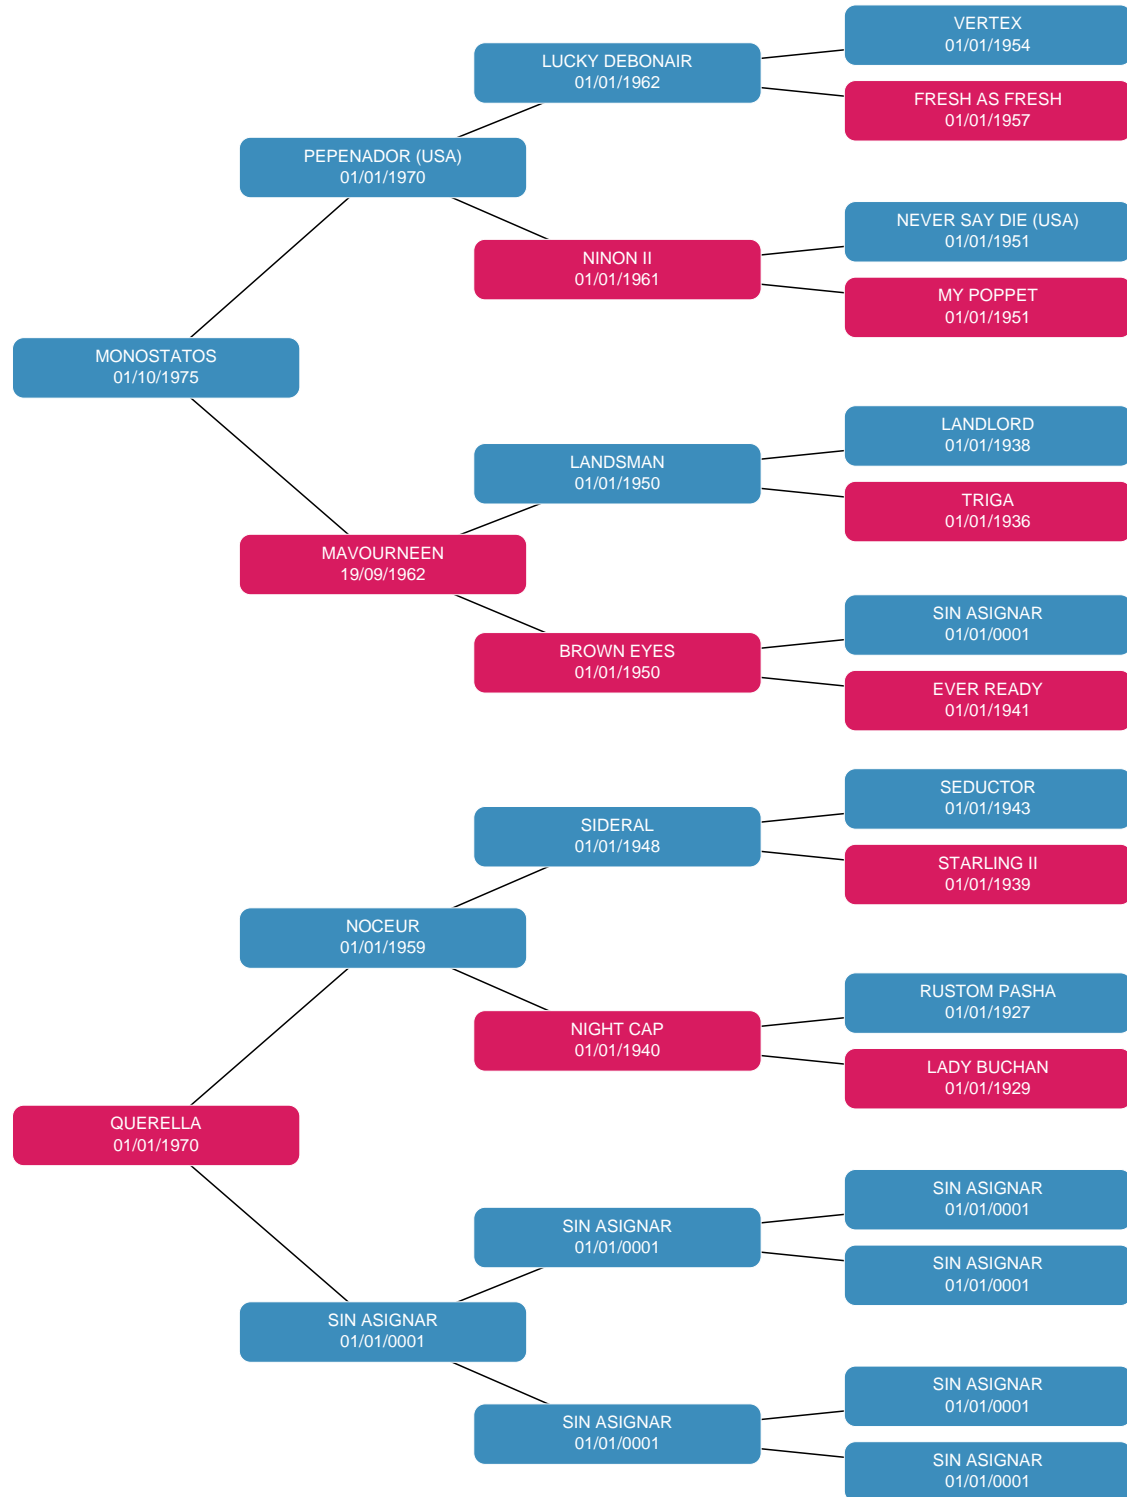 VERTEX
01/01/1954
LUCKY DEBONAIR
01/01/1962
FRESH AS FRESH
01/01/1957
PEPENADOR (USA)
01/01/1970
NEVER SAY DIE (USA)
01/01/1951
NINON II
01/01/1961
MY POPPET
01/01/1951
MONOSTATOS
01/10/1975
LANDLORD
01/01/1938
LANDSMAN
01/01/1950
TRIGA
01/01/1936
MAVOURNEEN
19/09/1962
SIN ASIGNAR
01/01/0001
BROWN EYES
01/01/1950
EVER READY
01/01/1941
SEDUCTOR
01/01/1943
SIDERAL
01/01/1948
STARLING II
01/01/1939
NOCEUR
01/01/1959
RUSTOM PASHA
01/01/1927
NIGHT CAP
01/01/1940
LADY BUCHAN
01/01/1929
QUERELLA
01/01/1970
SIN ASIGNAR
01/01/0001
SIN ASIGNAR
01/01/0001
SIN ASIGNAR
01/01/0001
SIN ASIGNAR
01/01/0001
SIN ASIGNAR
01/01/0001
SIN ASIGNAR
01/01/0001
SIN ASIGNAR
01/01/0001